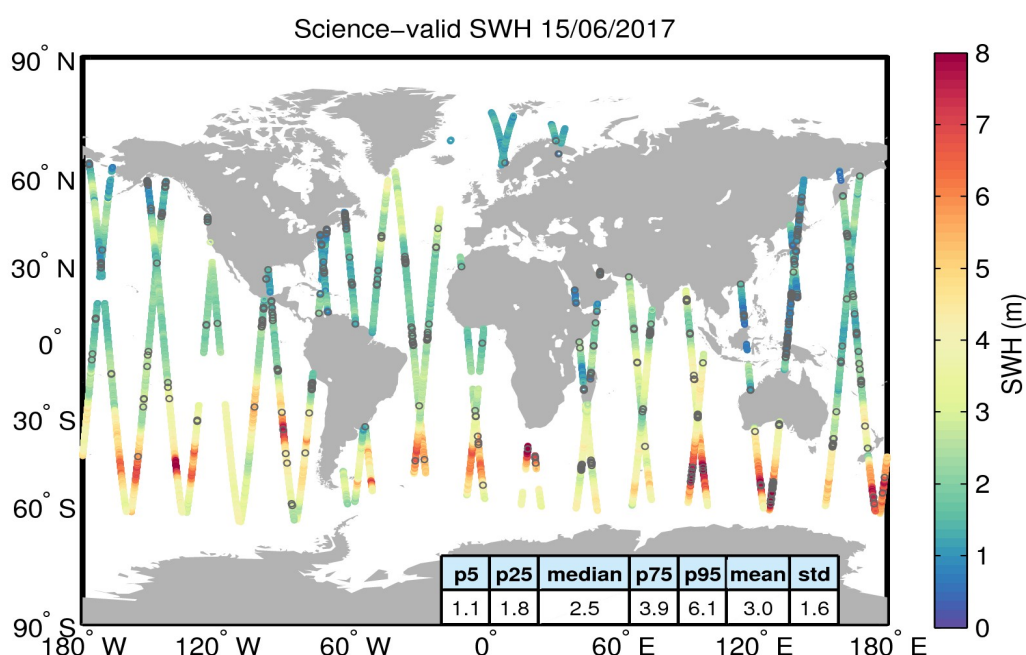 Science−valid SWH 15/06/2017
90° N
60° N
30° N
0°
30° S
60° S
90° S
180° W
120° W
60° W
0°
60° E
120° E
180° E
p5 p25 median p75 p95 mean std
1.1 1.8 2.5 3.9 6.1 3.0 1.6
8
7
6
5
4
3
2
1
0
SWH (m)